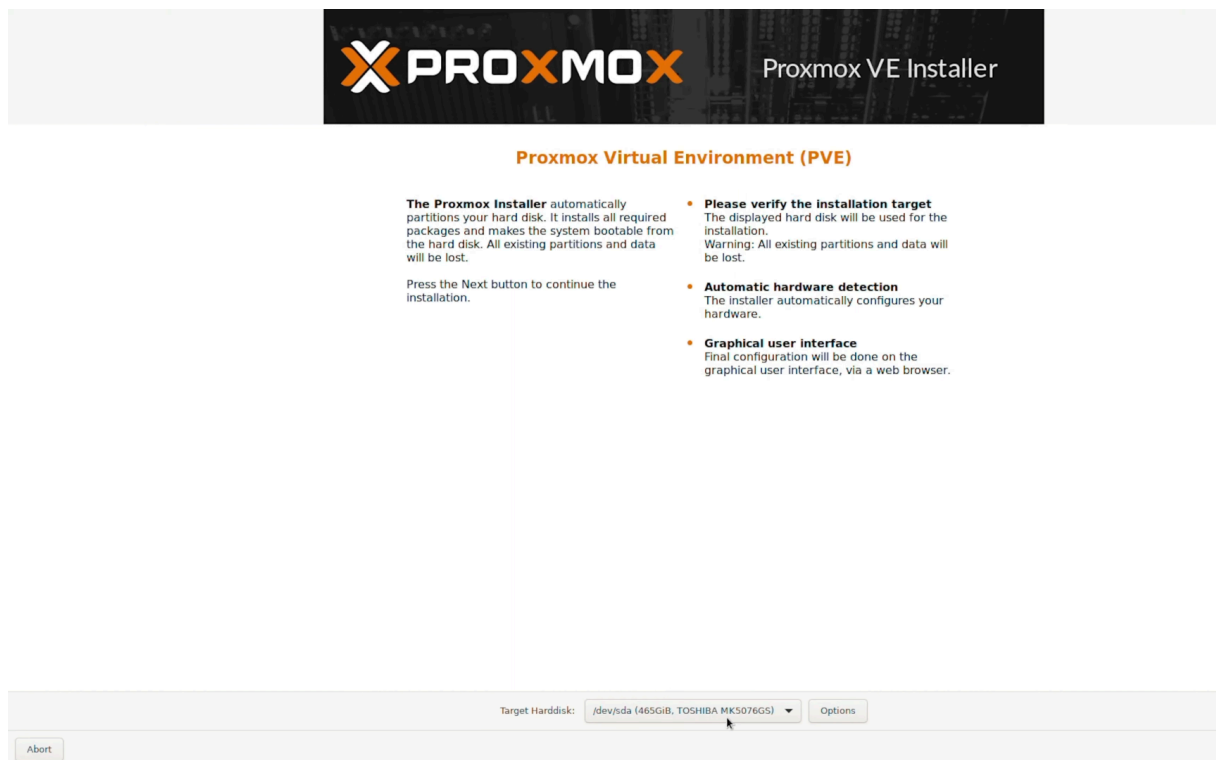 PROXMOX
Proxmox VE Installer
Proxmox Virtual Environment (PVE)
The Proxmox Installer automatically
partitions your hard disk. It installs all required
packages and makes the system bootable from
the hard disk. All existing partitions and data
will be lost.
Press the Next button to continue the
installation.
Please verify the installation target
The displayed hard disk will be used for the
installation.
Warning: All existing partitions and data will
be lost.
Automatic hardware detection
The installer automatically configures your
hardware.
Graphical user interface
Final configuration will be done on the
graphical user interface, via a web browser.
Target Harddisk:
/dev/sda (465GiB, TOSHIBA MK5076GS)
Options
Abort